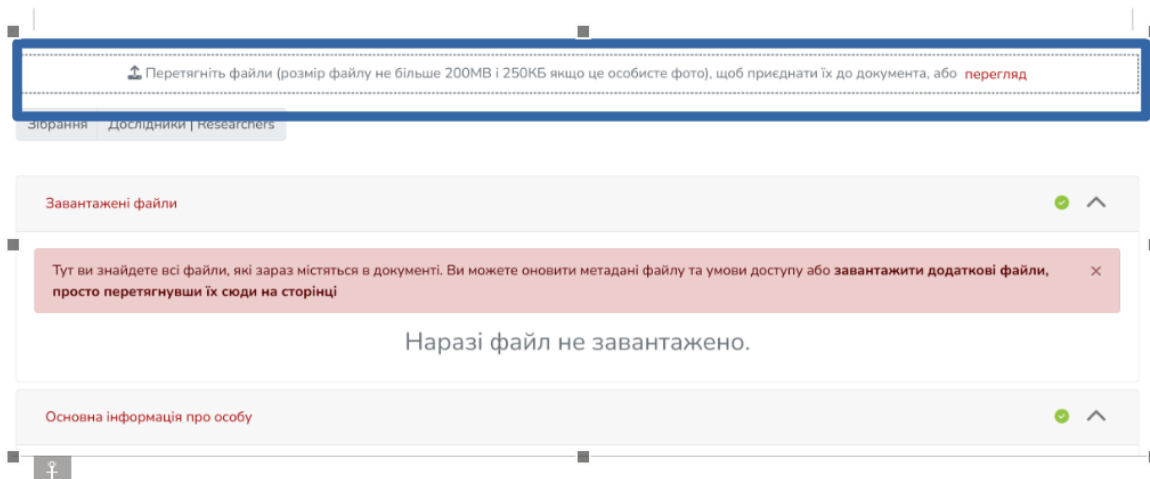 Перетягніть файли (розмір файлу не більше 200MB і 250КБ якщо це особисте фото), щоб приєднати їх до документа, або перегляд
Зібрання Дослідники | Researchers
Завантажені файли
Тут ви знайдете всі файли, які зараз містяться в документі. Ви можете оновити метадані файлу та умови доступу або завантажити додаткові файли,
просто перетягнувши їх сюди на сторінці
Наразі файл не завантажено.
Основна інформація про особу